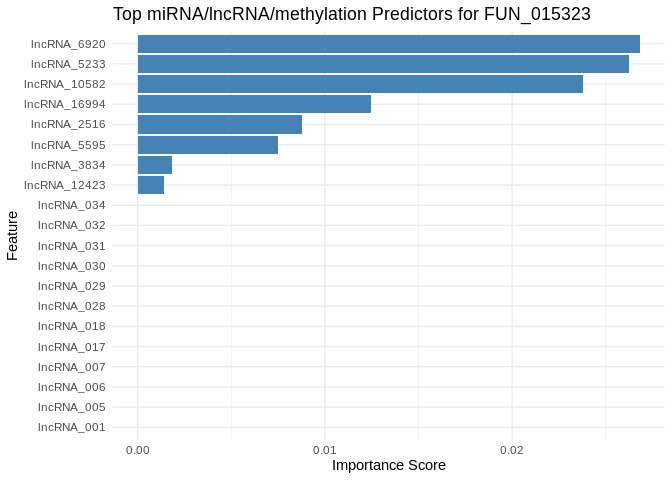 Top miRNA/lncRNA/methylation Predictors for FUN_015323
lncRNA_6920
lncRNA_5233
lncRNA_10582
lncRNA_16994
lncRNA_2516
lncRNA_5595
lncRNA_3834
lncRNA_12423
lncRNA_034
lncRNA_032
lncRNA_031
lncRNA_030
lncRNA_029
lncRNA_028
lncRNA_018
lncRNA_017
lncRNA_007
lncRNA_006
lncRNA_005
lncRNA_001
Feature
0.00 0.01 0.02
Importance Score